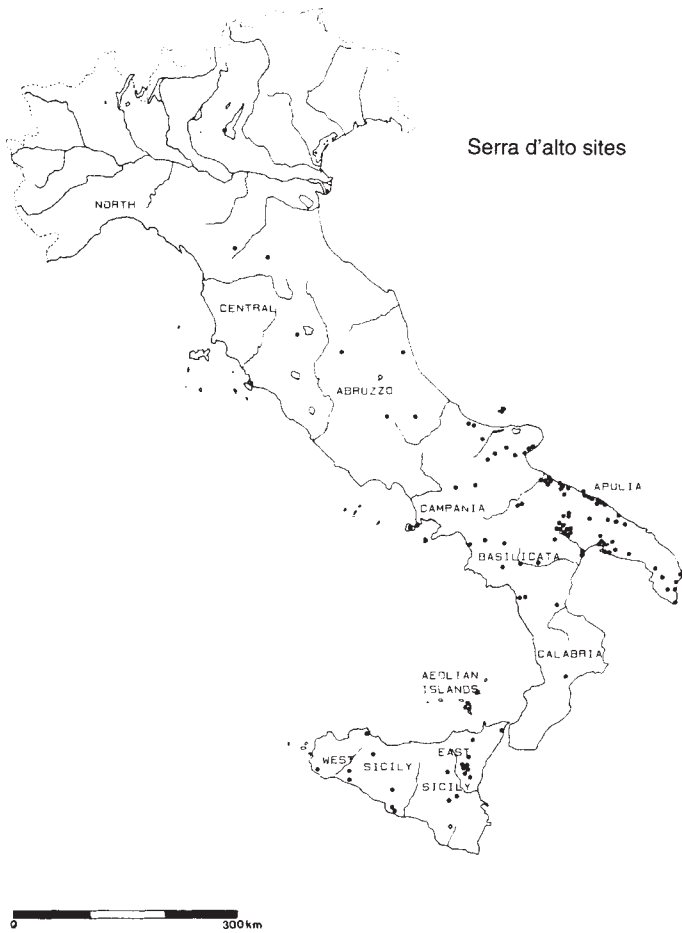 Serra d'alto sites
NORTH
CENTRAL
ABRUZZO
APULIA
CAMPANIA
BASILICATA
CALABRIA
AEOLIAN
ISLANDS
WEST
SICILY
EAST
SICILY
0
300km